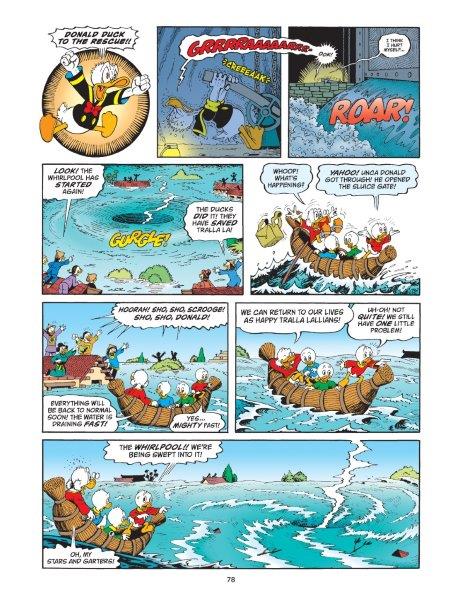 DONALD DUCK
TO THE RESCUE!!
GRRRRAAAAARRR-
CREEEAAK!
OOK!
I THINK
I HURT
MYSELF...
ROAR!
LOOK! THE
WHIRLPOOL HAS
STARTED
AGAIN!
THE DUCKS
DID IT! THEY
HAVE SAVED
TRALLA LA!
GURGLE!
WHOOP!
WHAT'S
HAPPENING?
YAHOO! UNCA DONALD
GOT THROUGH! HE OPENED
THE SLUICE GATE!
HOORAH! SHO, SHO, SCROOGE!
SHO, SHO, DONALD!
EVERYTHING WILL
BE BACK TO NORMAL
SOON! THE WATER IS
DRAINING FAST!
YES...
MIGHTY FAST!
WE CAN RETURN TO OUR LIVES
AS HAPPY TRALLA LALLIANS!
UH-OH! NOT
QUITE! WE STILL
HAVE ONE LITTLE
PROBLEM!
THE WHIRLPOOL!! WE'RE
BEING SWEPT INTO IT!
OH, MY
STARS AND GARTERS!
78